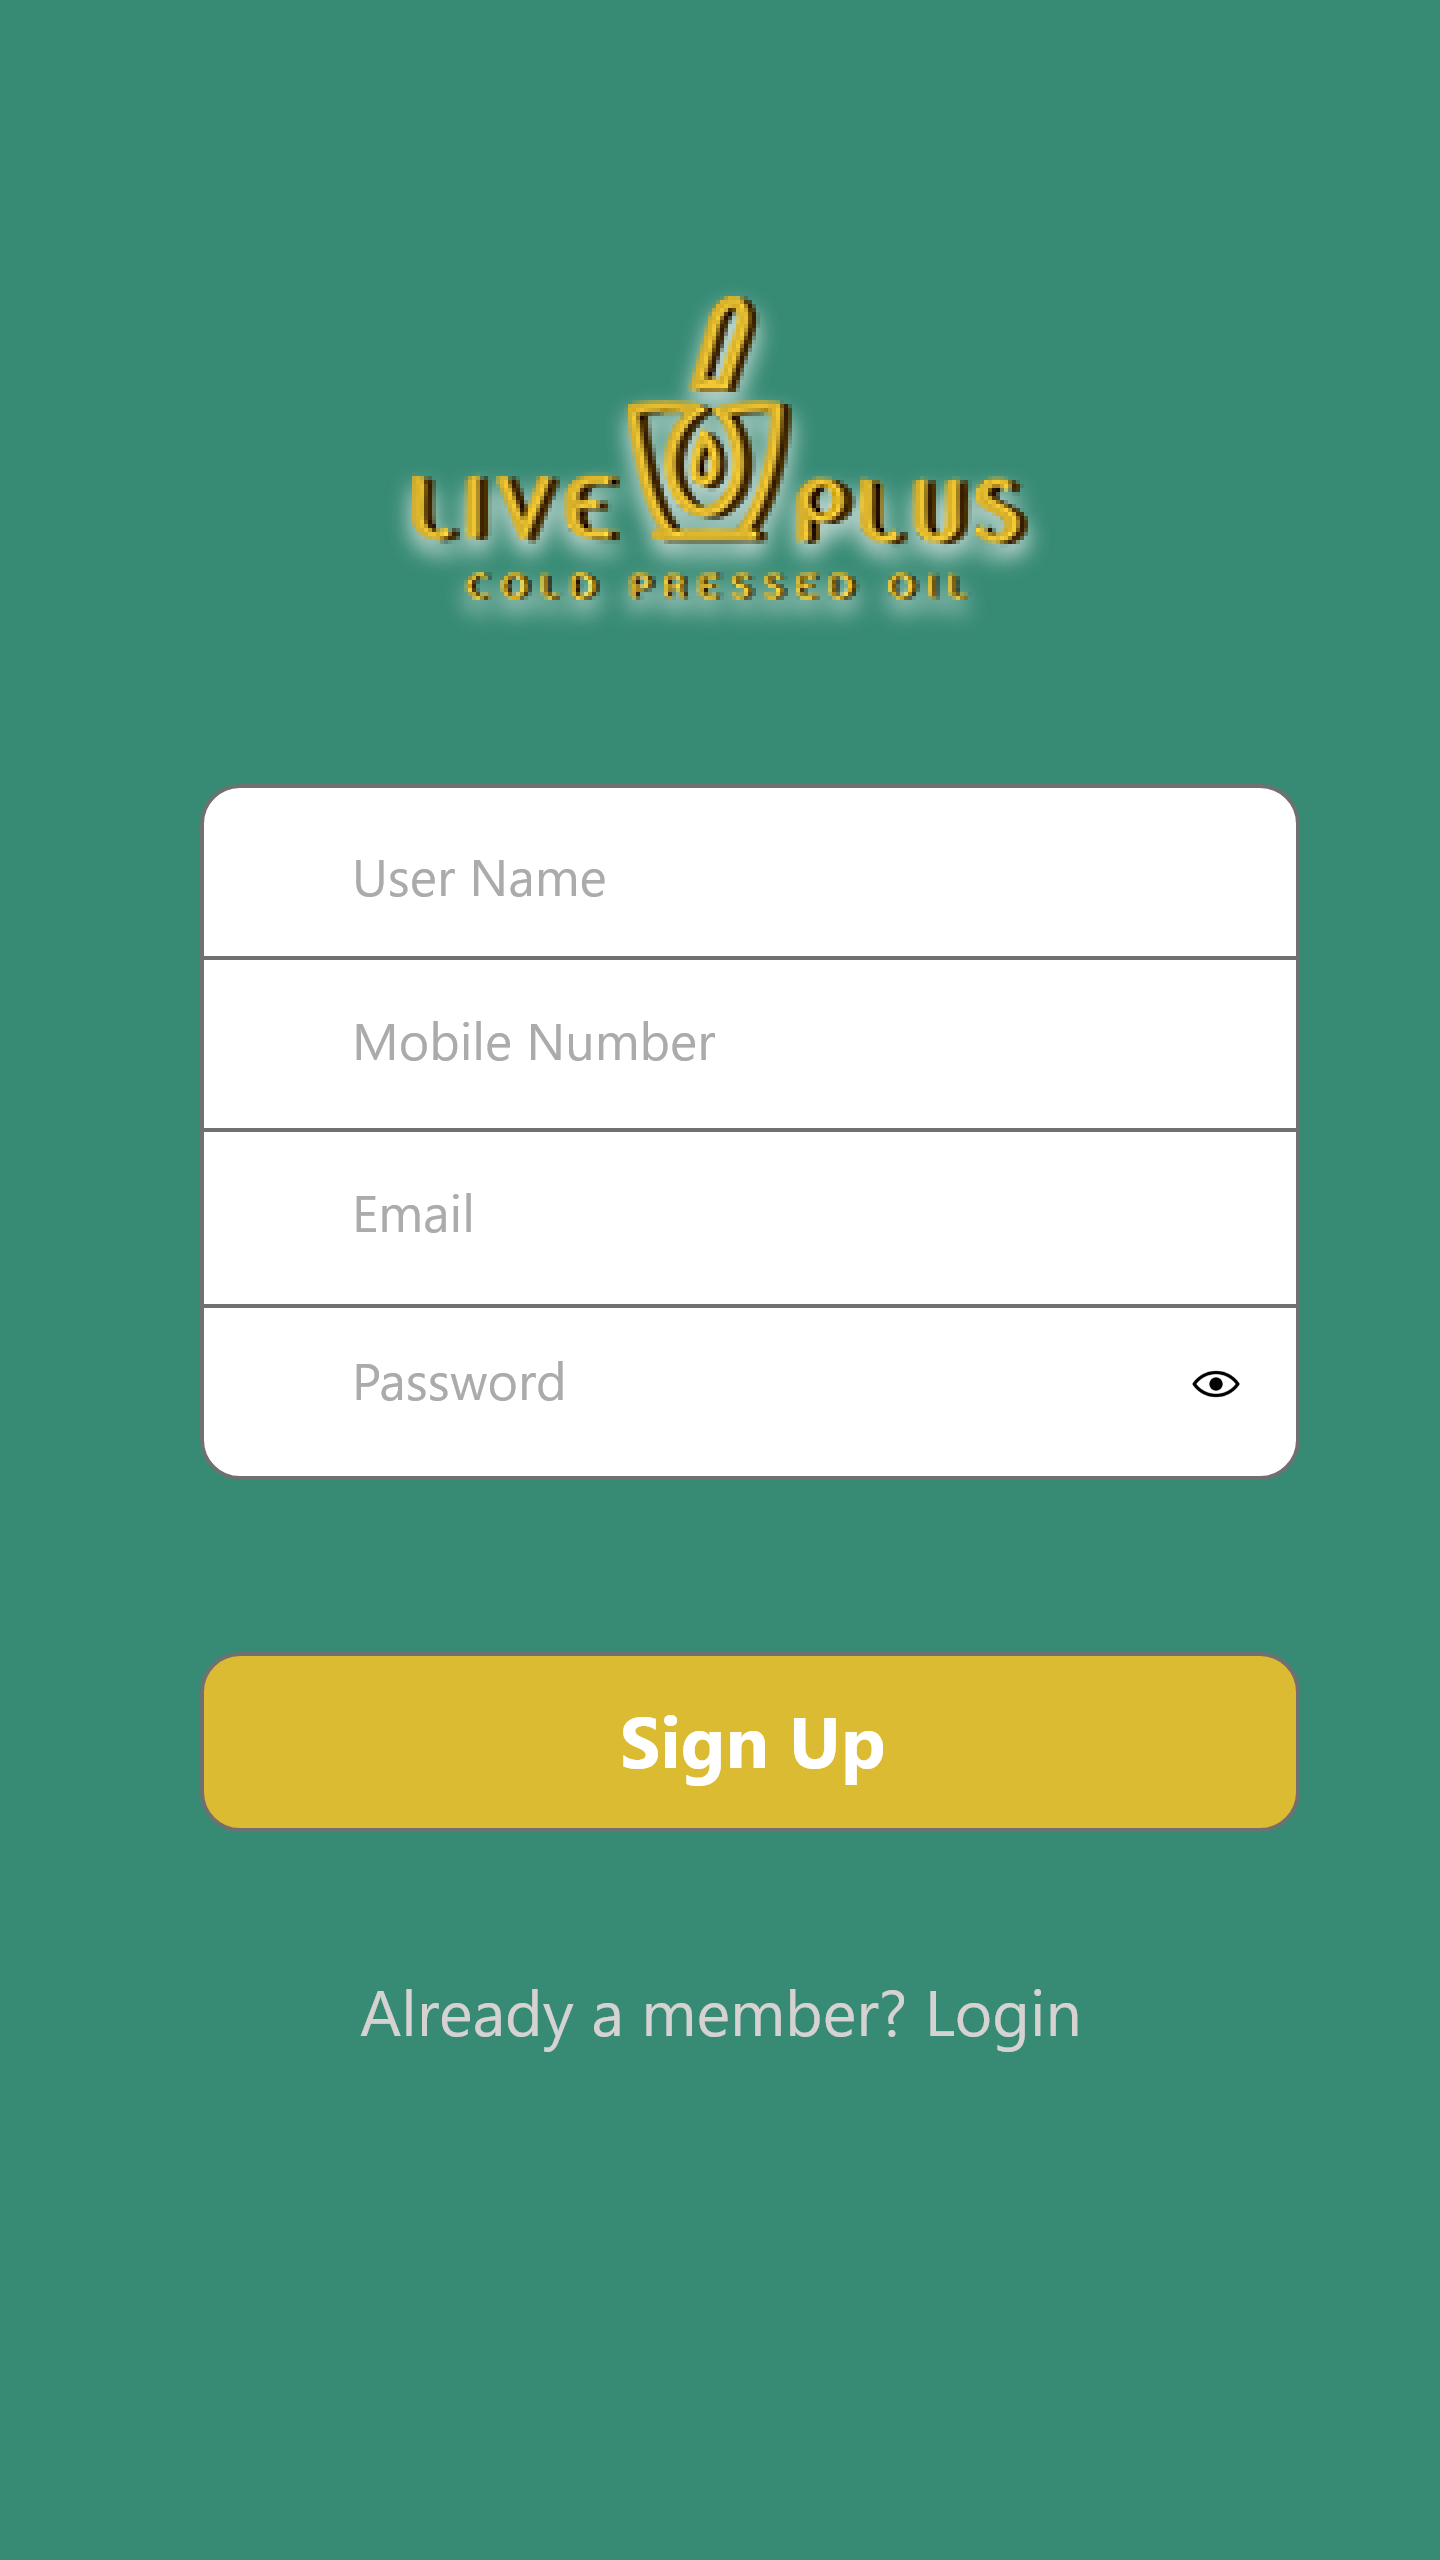 LIVE PLUS
COLD PRESSED OIL
User Name
Mobile Number
Email
Password
Sign Up
Already a member? Login